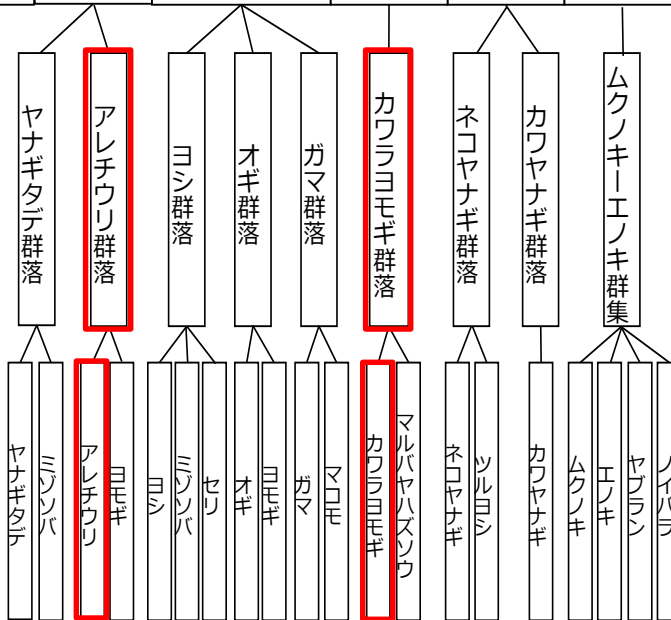 ヤナギタデ群落
アレチウリ群落
ヨシ群落
オギ群落
ガマ群落
カワラヨモギ群落
ネコヤナギ群落
カワヤナギ群落
ムクノキーエノキ群集
ヤナギタデ
ミゾソバ
アレチウリ
ヨモギ
ヨシ
ミゾソバ
セリ
オギ
ヨモギ
ガマ
マコモ
カワラヨモギ
マルバヤハズソウ
ネコヤナギ
ツルヨシ
カワヤナギ
ムクノキ
エノキ
ヤブラン
ノイバラ